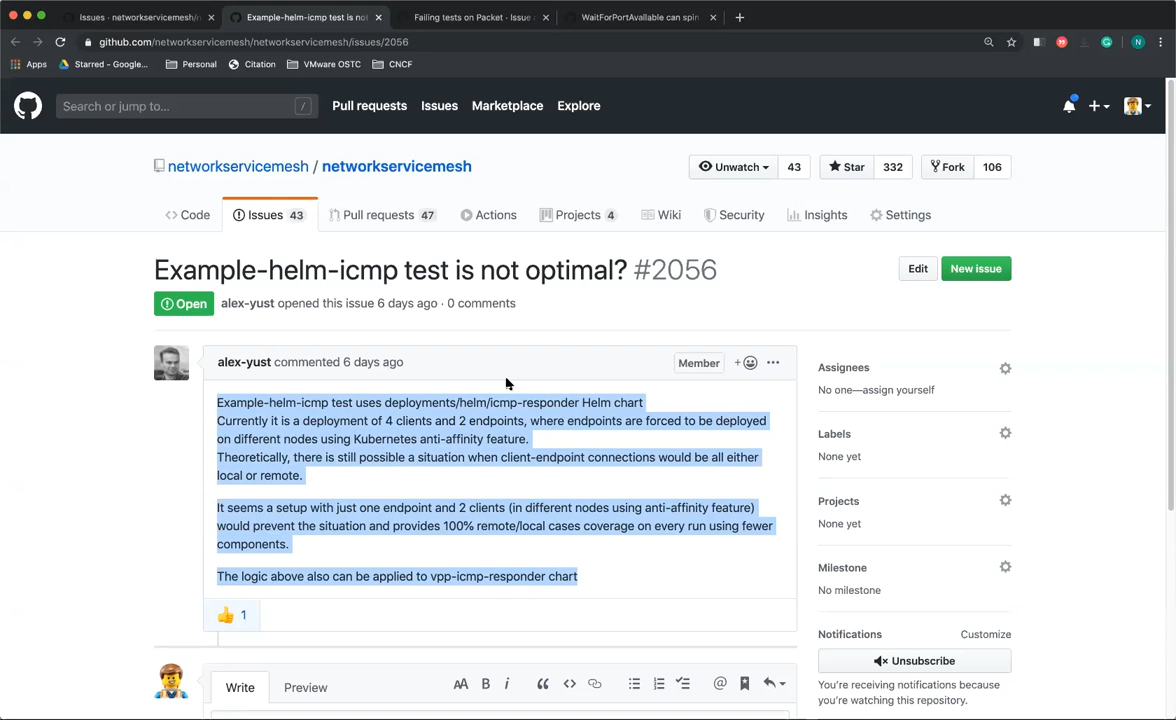 Issues · networkservicemesh/n
Example-helm-icmp test is no
Failing tests on Packet · Issue
WaitForPortAvailable can spin
github.com/networkservicemesh/networkservicemesh/issues/2056
N
Apps
Starred - Google...
Personal
Citation
VMware OSTC
CNCF
Search or jump to...
/
Pull requests
Issues
Marketplace
Explore
networkservicemesh / networkservicemesh
Unwatch
43
Star
332
Fork
106
Code
Issues 43
Pull requests 47
Actions
Projects 4
Wiki
Security
Insights
Settings
Example-helm-icmp test is not optimal? #2056
Edit
New issue
Open
alex-yust opened this issue 6 days ago · 0 comments
alex-yust commented 6 days ago
Member
Example-helm-icmp test uses deployments/helm/icmp-responder Helm chart
Currently it is a deployment of 4 clients and 2 endpoints, where endpoints are forced to be deployed
on different nodes using Kubernetes anti-affinity feature.
Theoretically, there is still possible a situation when client-endpoint connections would be all either
local or remote.
It seems a setup with just one endpoint and 2 clients (in different nodes using anti-affinity feature)
would prevent the situation and provides 100% remote/local cases coverage on every run using fewer
components.
The logic above also can be applied to vpp-icmp-responder chart
1
Assignees
No one—assign yourself
Labels
None yet
Projects
None yet
Milestone
No milestone
Notifications
Customize
Unsubscribe
You're receiving notifications because
you're watching this repository.
Write
Preview
AA B i